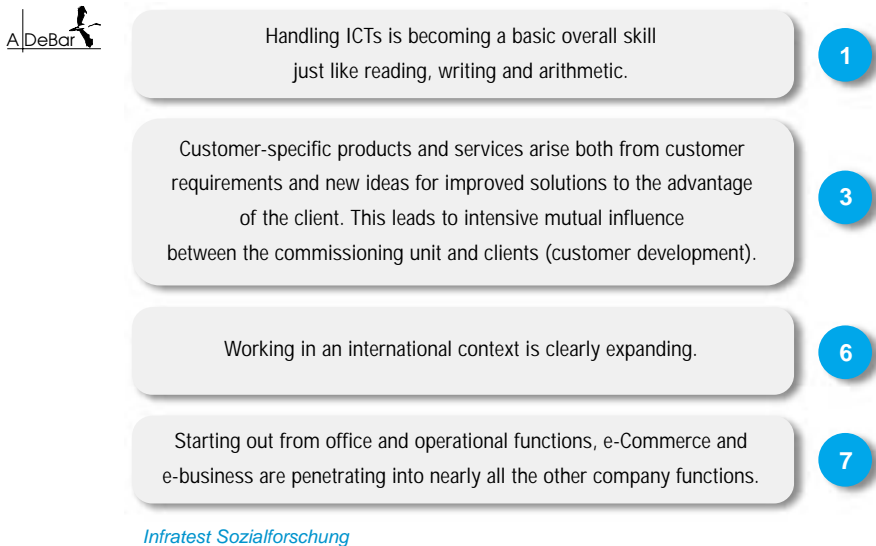 A DeBar
Handling ICTs is becoming a basic overall skill
just like reading, writing and arithmetic.
1
Customer-specific products and services arise both from customer
requirements and new ideas for improved solutions to the advantage
of the client. This leads to intensive mutual influence
between the commissioning unit and clients (customer development).
3
Working in an international context is clearly expanding.
6
Starting out from office and operational functions, e-Commerce and
e-business are penetrating into nearly all the other company functions.
7
Infratest Sozialforschung